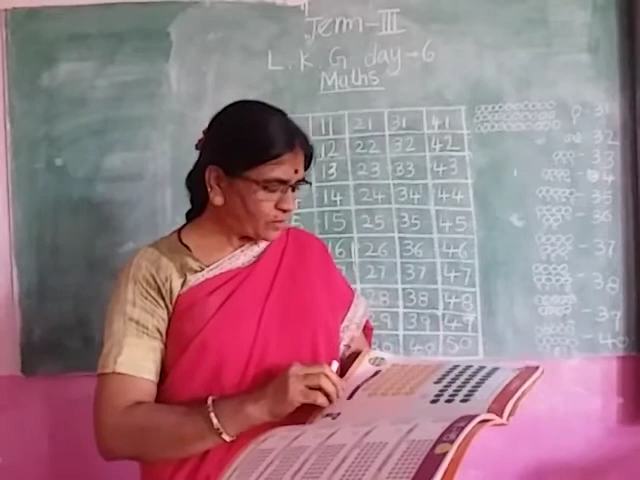 Term-III
L.K.G day-6
Maths
11 21 31 41
12 22 32 42
13 23 33 43
14 24 34 44
15 25 35 45
16 26 36 46
27 37 47
28 38 48
29 39 49
30 40 50
31
32
-33
-34
-35
-36
-37
-38
-39
-40